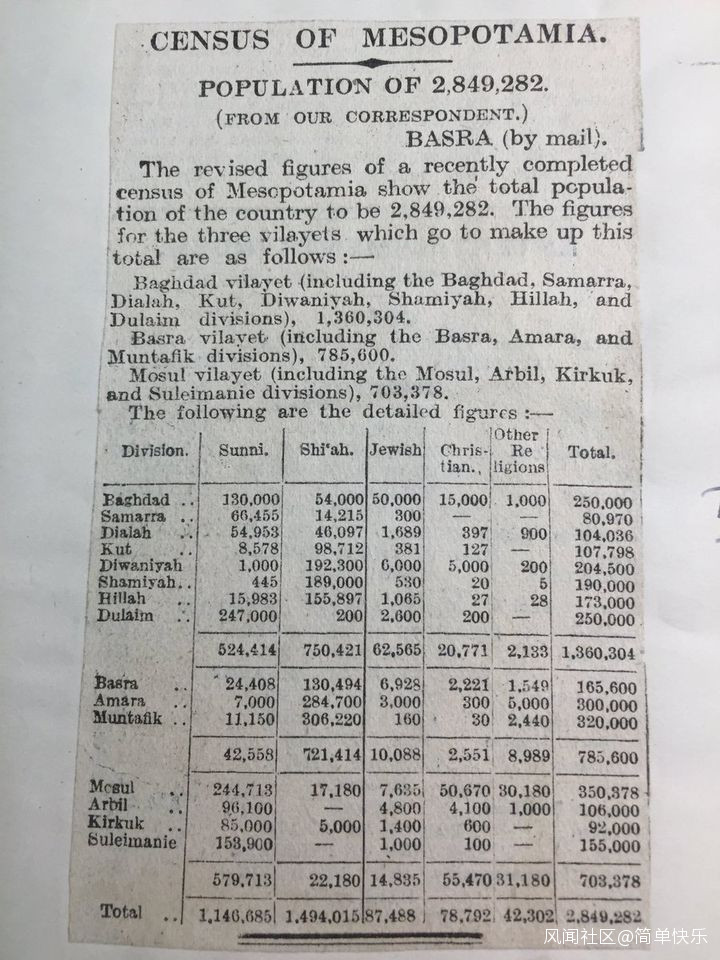 CENSUS OF MESOPOTAMIA.
POPULATION OF 2,849,282.
(FROM OUR CORRESPONDENT.)
BASRA (by mail).
The revised figures of a recently completed
census of Mesopotamia show the total popula-
tion of the country to be 2,849,282. The figures
for the three vilayets which go to make up this
total are as follows :—
Baghdad vilayet (including the Baghdad, Samarra,
Dialah, Kut, Diwaniyah, Shamiyah, Hillah, and
Dulaim divisions), 1,360,304.
Basra vilayet (including the Basra, Amara, and
Muntafik divisions), 785,600.
Mosul vilayet (including the Mosul, Arbil, Kirkuk,
and Suleimanie divisions), 703,378.
The following are the detailed figures :—
Division. Sunni. Shi'ah. Jewish Chris-tian., Other Re ligions Total.
Baghdad .. 130,000 54,000 50,000 15,000 1,000 250,000
Samarra .. 66,455 14,215 300 — — 80,970
Dialah .. 54,953 46,097 1,689 397 900 104,036
Kut .. 8,578 98,712 381 127 — 107,798
Diwaniyah 1,000 192,300 6,000 5,000 200 204,500
Shamiyah.. 445 189,000 530 20 5 190,000
Hillah .. 15,983 155,897 1,065 27 28 173,000
Dulaim .. 247,000 200 2,600 200 — 250,000
524,414 750,421 62,565 20,771 2,133 1,360,304
Basra .. 24,408 130,494 6,928 2,221 1,549 165,600
Amara .. 7,000 284,700 3,000 300 5,000 300,000
Muntafik .. 11,150 306,220 160 30 2,440 320,000
42,558 721,414 10,088 2,551 8,989 785,600
Mosul .. 244,713 17,180 7,635 50,670 30,180 350,378
Arbil .. 96,100 — 4,800 4,100 1,000 106,000
Kirkuk .. 85,000 5,000 1,400 600 — 92,000
Suleimanie 153,900 — 1,000 100 — 155,000
579,713 22,180 14,835 55,470 31,180 703,378
Total .. 1,146,685 1,494,015 87,488 78,792 42,302 2,849,282
风闻社区@简单快乐